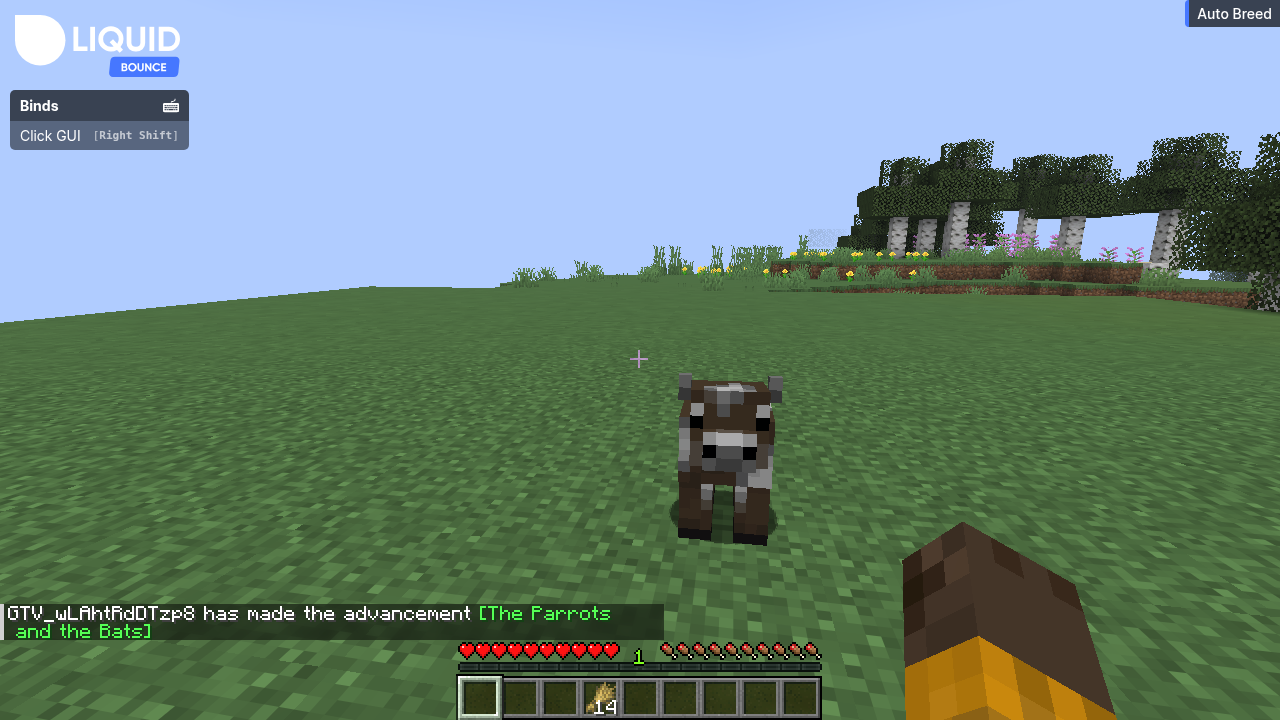 LIQUID
BOUNCE
Auto Breed
Binds
Click GUI [Right Shift]
GTV_wLAhtRdDTzp8 has made the advancement [The Parrots
and the Bats]
1
14